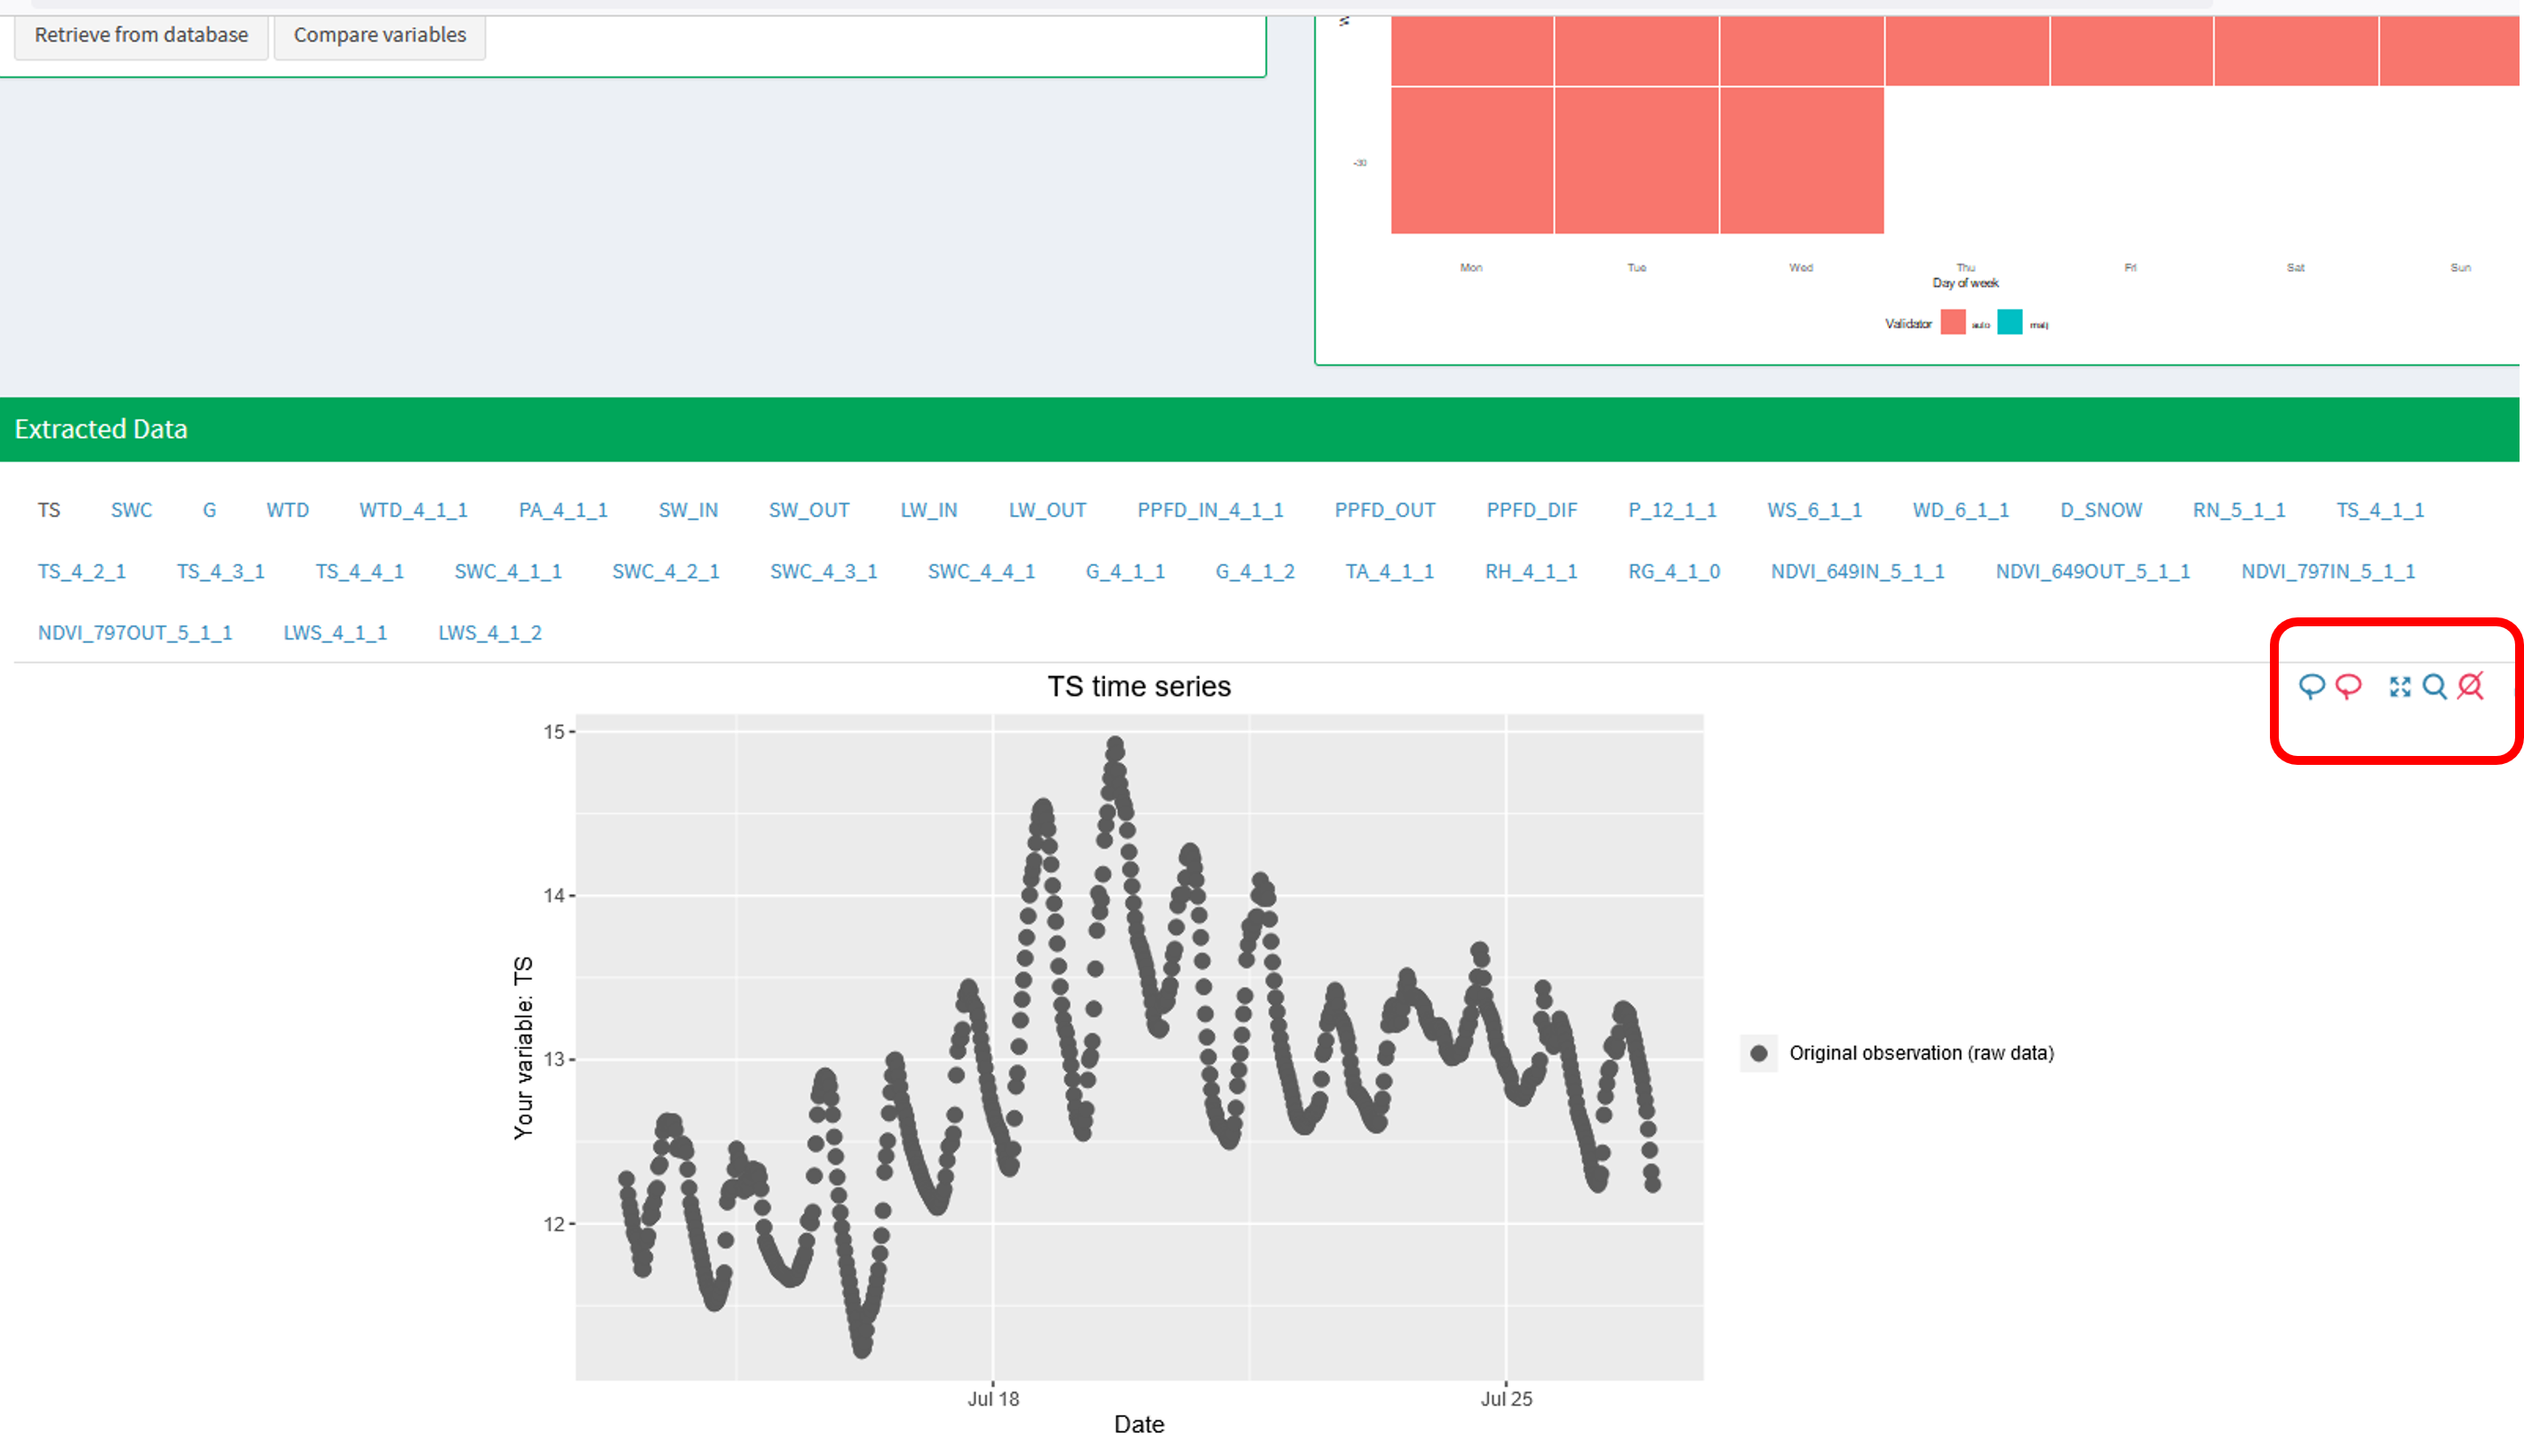 Retrieve from database Compare variables
-30
Mon Tue Wed Thu Fri Sat Sun
Day of week
Validator auto
Extracted Data
TS SWC G WTD WTD_4_1_1 PA_4_1_1 SW_IN SW_OUT LW_IN LW_OUT PPFD_IN_4_1_1 PPFD_OUT PPFD_DIF P_12_1_1 WS_6_1_1 WD_6_1_1 D_SNOW RN_5_1_1 TS_4_1_1
TS_4_2_1 TS_4_3_1 TS_4_4_1 SWC_4_1_1 SWC_4_2_1 SWC_4_3_1 SWC_4_4_1 G_4_1_1 G_4_1_2 TA_4_1_1 RH_4_1_1 RG_4_1_0 NDVI_649IN_5_1_1 NDVI_649OUT_5_1_1 NDVI_797IN_5_1_1
NDVI_797OUT_5_1_1 LWS_4_1_1 LWS_4_1_2
TS time series
15
14
13
12
Your variable: TS
Original observation (raw data)
Jul 18 Jul 25
Date